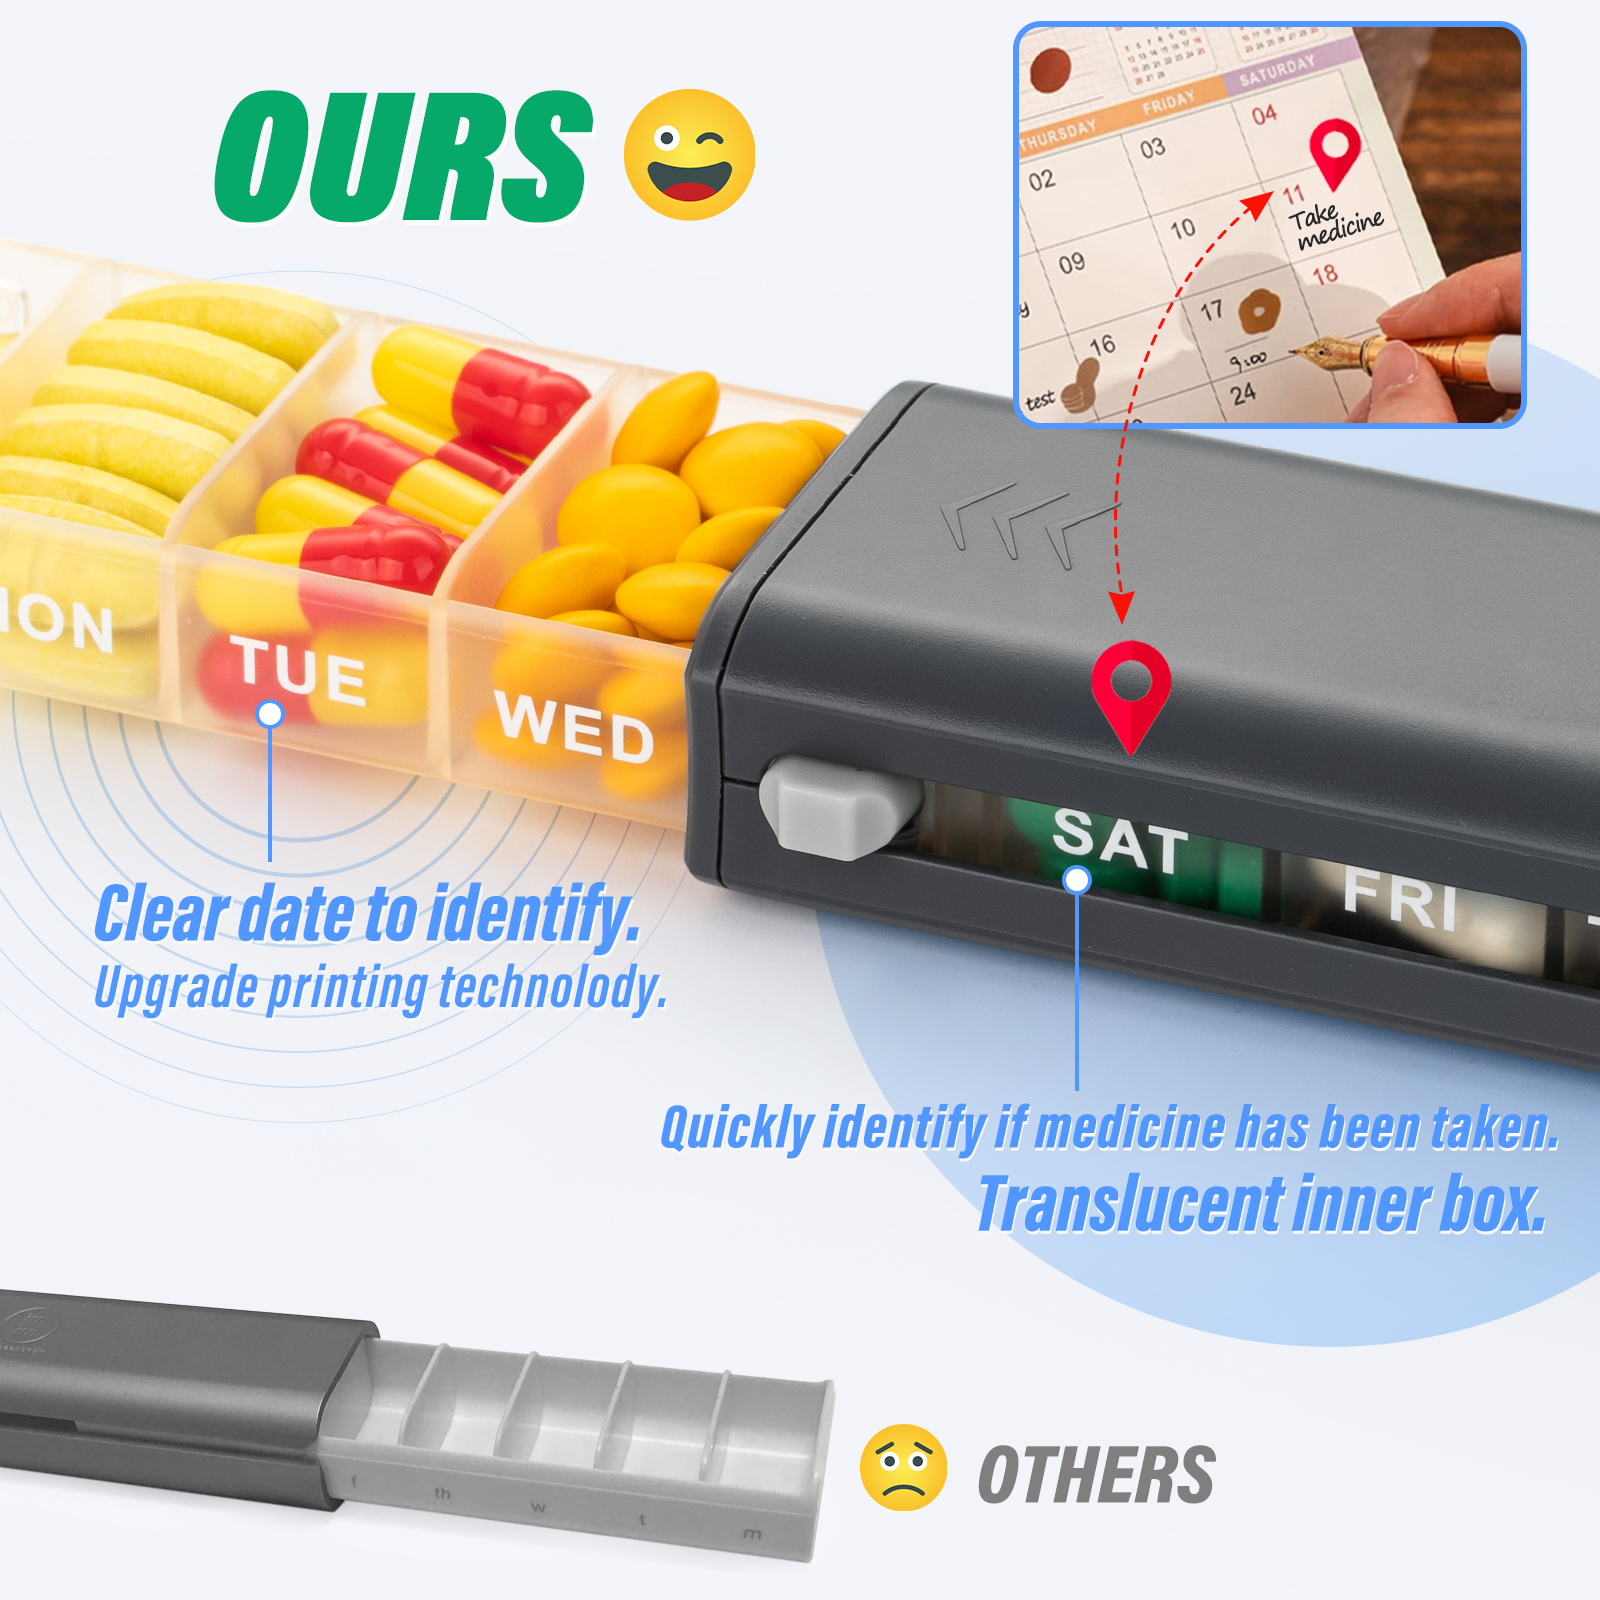 OURS
THURSDAY FRIDAY SATURDAY
02 03 04
09 10 11
Take
medicine
16 17 18
9:00
24
test
TUE
WED
SAT
FRI
Clear date to identify.
Upgrade printing technolody.
Quickly identify if medicine has been taken.
Translucent inner box.
f th w t m
OTHERS